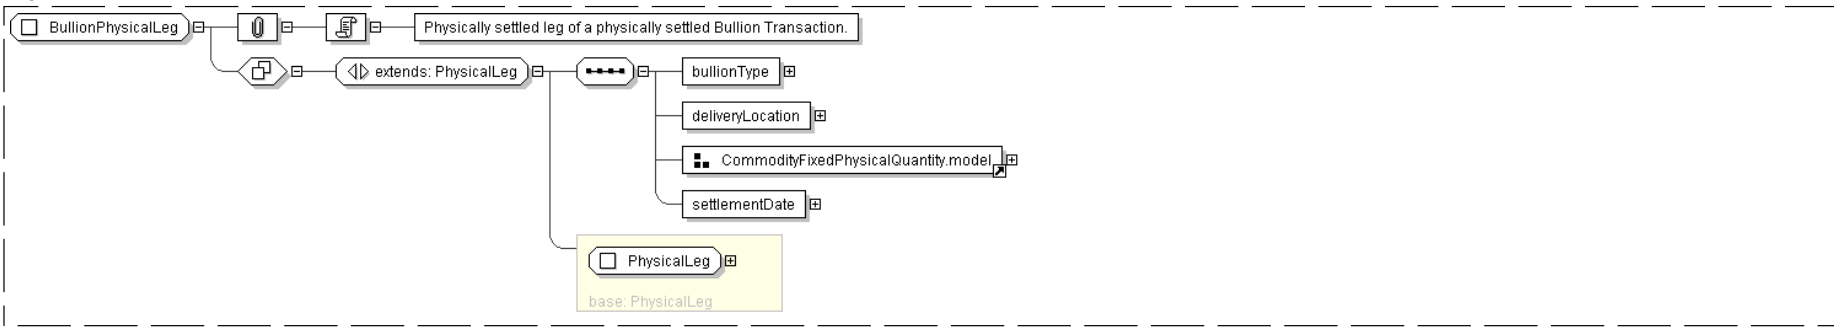 BullionPhysicalLeg
Physically settled leg of a physically settled Bullion Transaction.
extends: PhysicalLeg
bullionType
deliveryLocation
CommodityFixedPhysicalQuantity.model
settlementDate
PhysicalLeg
base: PhysicalLeg